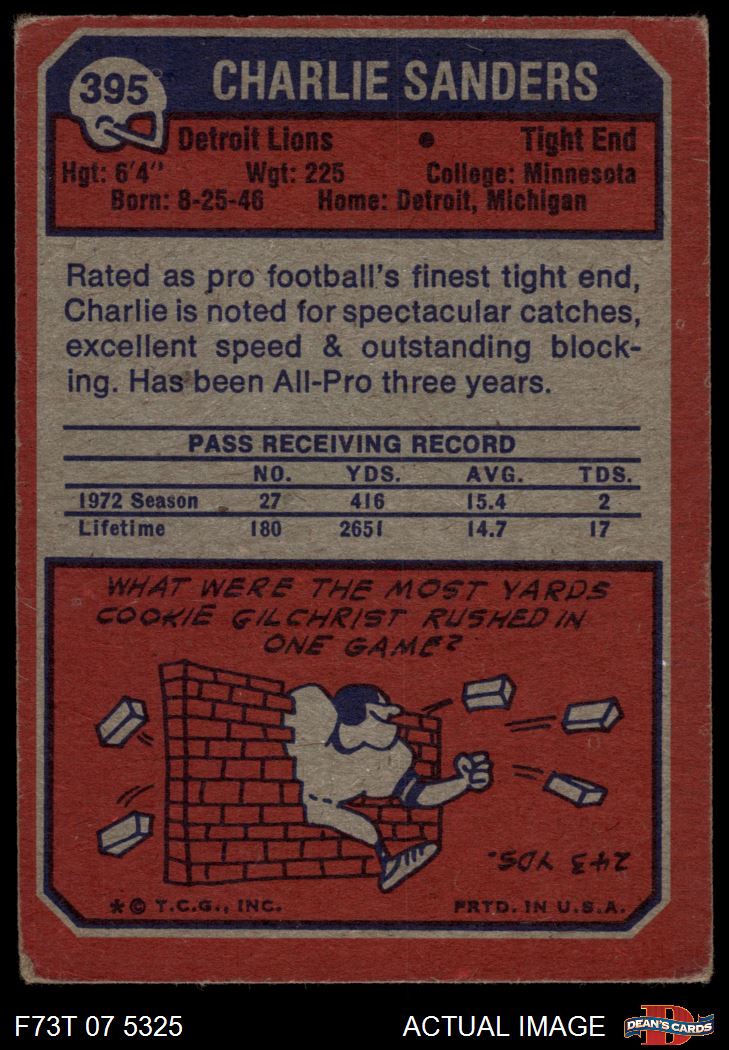 395
CHARLIE SANDERS
Detroit Lions • Tight End
Hgt: 6'4" Wgt: 225 College: Minnesota
Born: 8-25-46 Home: Detroit, Michigan
Rated as pro football's finest tight end,
Charlie is noted for spectacular catches,
excellent speed & outstanding block-
ing. Has been All-Pro three years.
PASS RECEIVING RECORD
NO. YDS. AVG. TDS.
1972 Season 27 416 15.4 2
Lifetime 180 2651 14.7 17
WHAT WERE THE MOST YARDS
COOKIE GILCHRIST RUSHED IN
ONE GAME?
243 YDS.
* © T.C.G., INC. PRTD. IN U.S.A.
F73T 07 5325 ACTUAL IMAGE DEAN'S CARDS